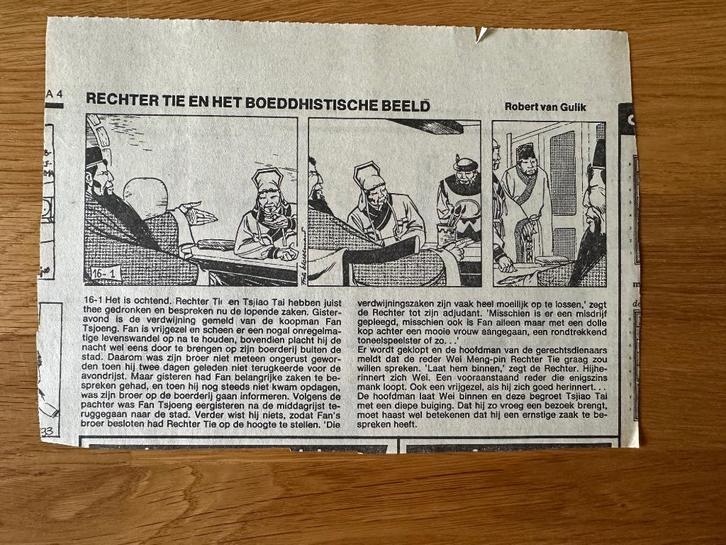 A 4
RECHTER TIE EN HET BOEDDHISTISCHE BEELD
Robert van Gulik
16-1
16-1 Het is ochtend. Rechter Tie en Tsjiao Tai hebben juist
thee gedronken en bespreken nu de lopende zaken. Gister-
avond is de verdwijning gemeld van de koopman Fan
Tsjoeng. Fan is vrijgezel en scheen er een nogal onregelma-
tige levenswandel op na te houden, bovendien placht hij de
nacht wel eens door te brengen op zijn boerderij buiten de
stad. Daarom was zijn broer niet meteen ongerust gewor-
den toen hij twee dagen geleden niet terugkeerde voor de
avondrijst. Maar gisteren had Fan belangrijke zaken te be-
spreken gehad, en toen hij nog steeds niet kwam opdagen,
was zijn broer op de boerderij gaan informeren. Volgens de
pachter was Fan Tsjoeng eergisteren na de middagrijst te-
ruggegaan naar de stad. Verder wist hij niets, zodat Fan's
broer besloten had Rechter Tie op de hoogte te stellen. 'Die
verdwijningszaken zijn vaak heel moeilijk op te lossen,' zegt
de Rechter tot zijn adjudant. 'Misschien is er een misdrijf
gepleegd, misschien ook is Fan alleen maar met een dolle
kop achter een mooie vrouw aangegaan, een rondtrekkend
toneelspeelster of zo. . .'
Er wordt geklopt en de hoofdman van de gerechtsdienaars
meldt dat de reder Wei Meng-pin Rechter Tie graag zou
willen spreken. 'Laat hem binnen,' zegt de Rechter. Hijhe-
rinnert zich Wei. Een vooraanstaand reder die enigszins
mank loopt. Ook een vrijgezel, als hij zich goed herinnert. . .
De hoofdman laat Wei binnen en deze begroet Tsjiao Tai
met een diepe buiging. Dat hij zo vroeg een bezoek brengt,
moet haast wel betekenen dat hij een ernstige zaak te be-
spreken heeft.
33